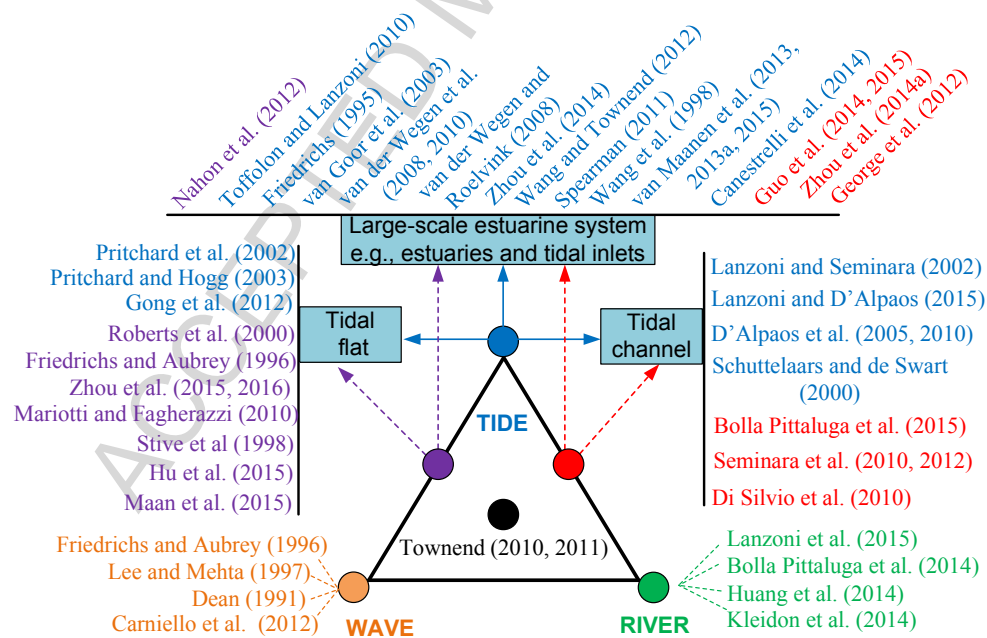 ACCEPTED M
Nahon et al. (2012)
Toffolon and Lanzoni (2010)
Friedrichs (1995)
van Goor et al. (2003)
van der Wegen et al.
(2008, 2010)
van der Wegen and
Roelvink (2008)
Zhou et al. (2014)
Wang and Townend (2012)
Spearman (2011)
Wang et al. (1998)
van Maanen et al. (2013,
2013a, 2015)
Canestrelli et al. (2014)
Guo et al. (2014, 2015)
Zhou et al. (2014a)
George et al. (2012)
Large-scale estuarine system
e.g., estuaries and tidal inlets
Pritchard et al. (2002)
Pritchard and Hogg (2003)
Gong et al. (2012)
Roberts et al. (2000)
Friedrichs and Aubrey (1996)
Zhou et al. (2015, 2016)
Mariotti and Fagherazzi (2010)
Stive et al (1998)
Hu et al. (2015)
Maan et al. (2015)
Tidal
flat
Tidal
channel
Lanzoni and Seminara (2002)
Lanzoni and D'Alpaos (2015)
D'Alpaos et al. (2005, 2010)
Schuttelaars and de Swart
(2000)
Bolla Pittaluga et al. (2015)
Seminara et al. (2010, 2012)
Di Silvio et al. (2010)
TIDE
Townend (2010, 2011)
Friedrichs and Aubrey (1996)
Lee and Mehta (1997)
Dean (1991)
Carniello et al. (2012)
WAVE
RIVER
Lanzoni et al. (2015)
Bolla Pittaluga et al. (2014)
Huang et al. (2014)
Kleidon et al. (2014)